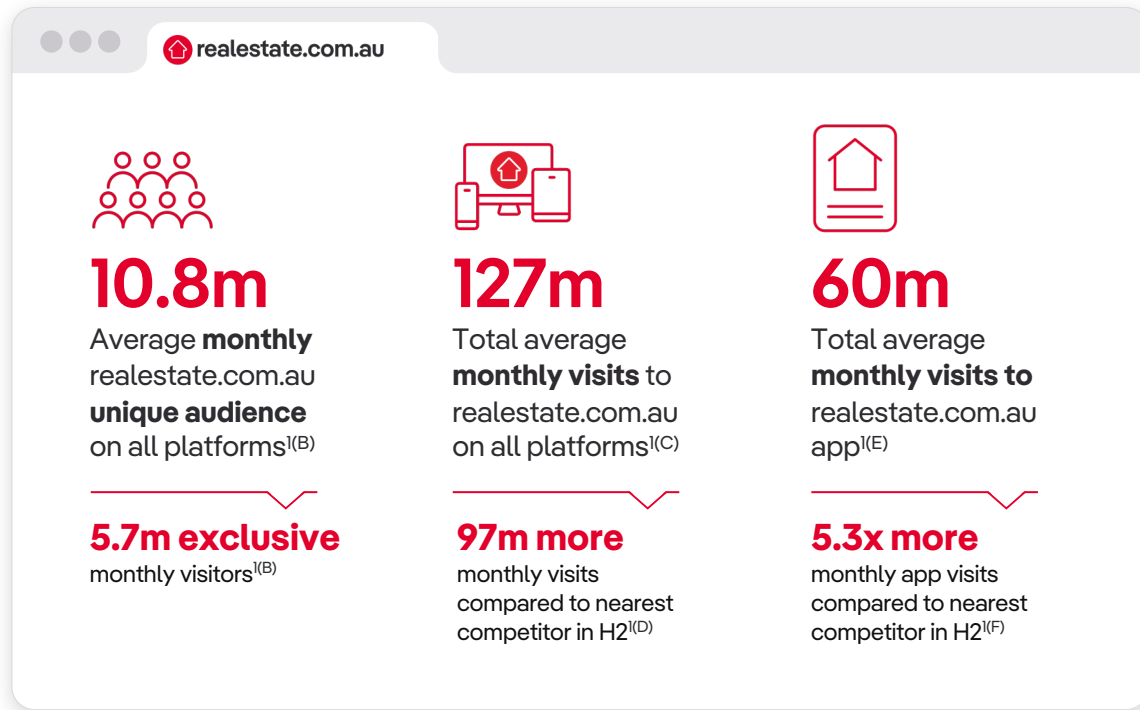 realestate.com.au
10.8m
Average monthly
realestate.com.au
unique audience
on all platforms1(B)
5.7m exclusive
monthly visitors1(B)
127m
Total average
monthly visits to
realestate.com.au
on all platforms1(C)
97m more
monthly visits
compared to nearest
competitor in H21(D)
60m
Total average
monthly visits to
realestate.com.au
app1(E)
5.3x more
monthly app visits
compared to nearest
competitor in H21(F)